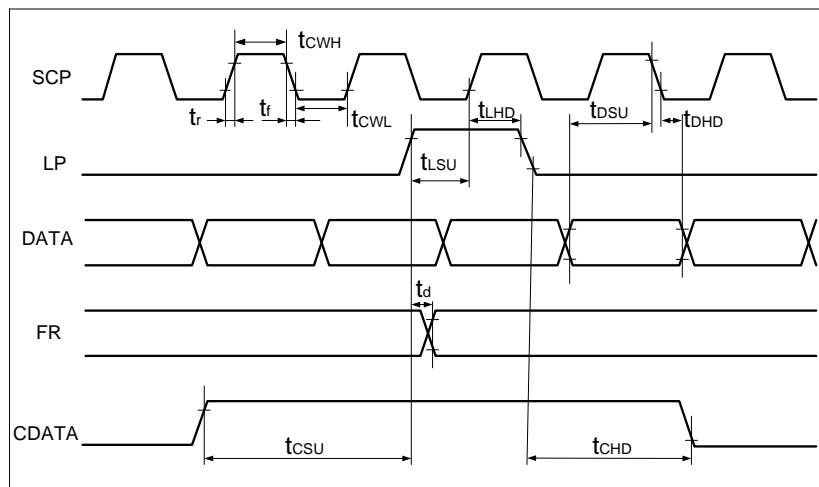 tCWH
SCP
tr
tf
tCWL
tLHD
tDSU
tDHD
LP
tLSU
DATA
td
FR
CDATA
tCSU
tCHD